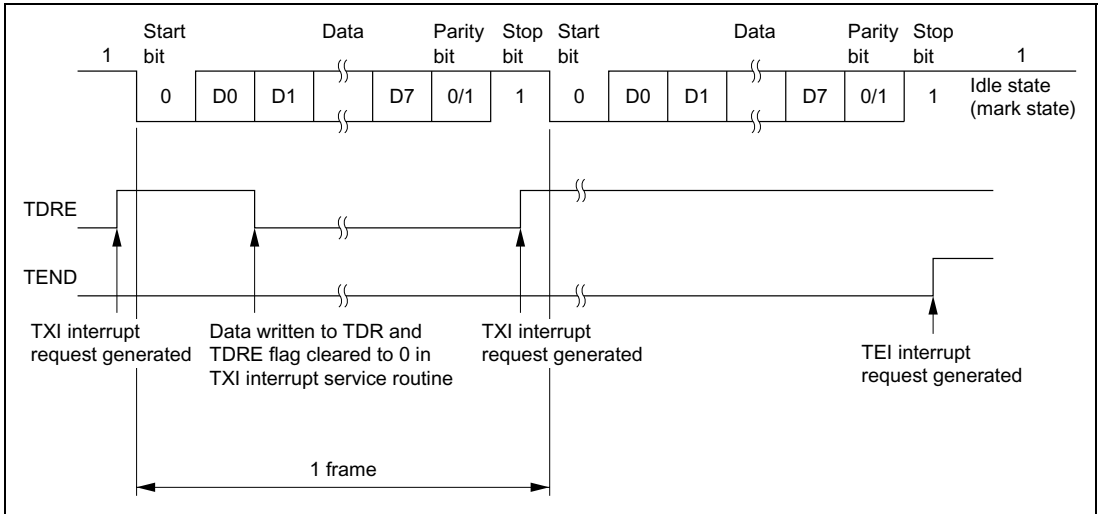 Start Data Parity Stop Start Data Parity Stop
1 bit bit bit bit bit bit 1
0 D0 D1 D7 0/1 1 0 D0 D1 D7 0/1 1 Idle state
(mark state)
TDRE
TEND
TXI interrupt
request generated
Data written to TDR and
TDRE flag cleared to 0 in
TXI interrupt service routine
TXI interrupt
request generated
TEI interrupt
request generated
1 frame